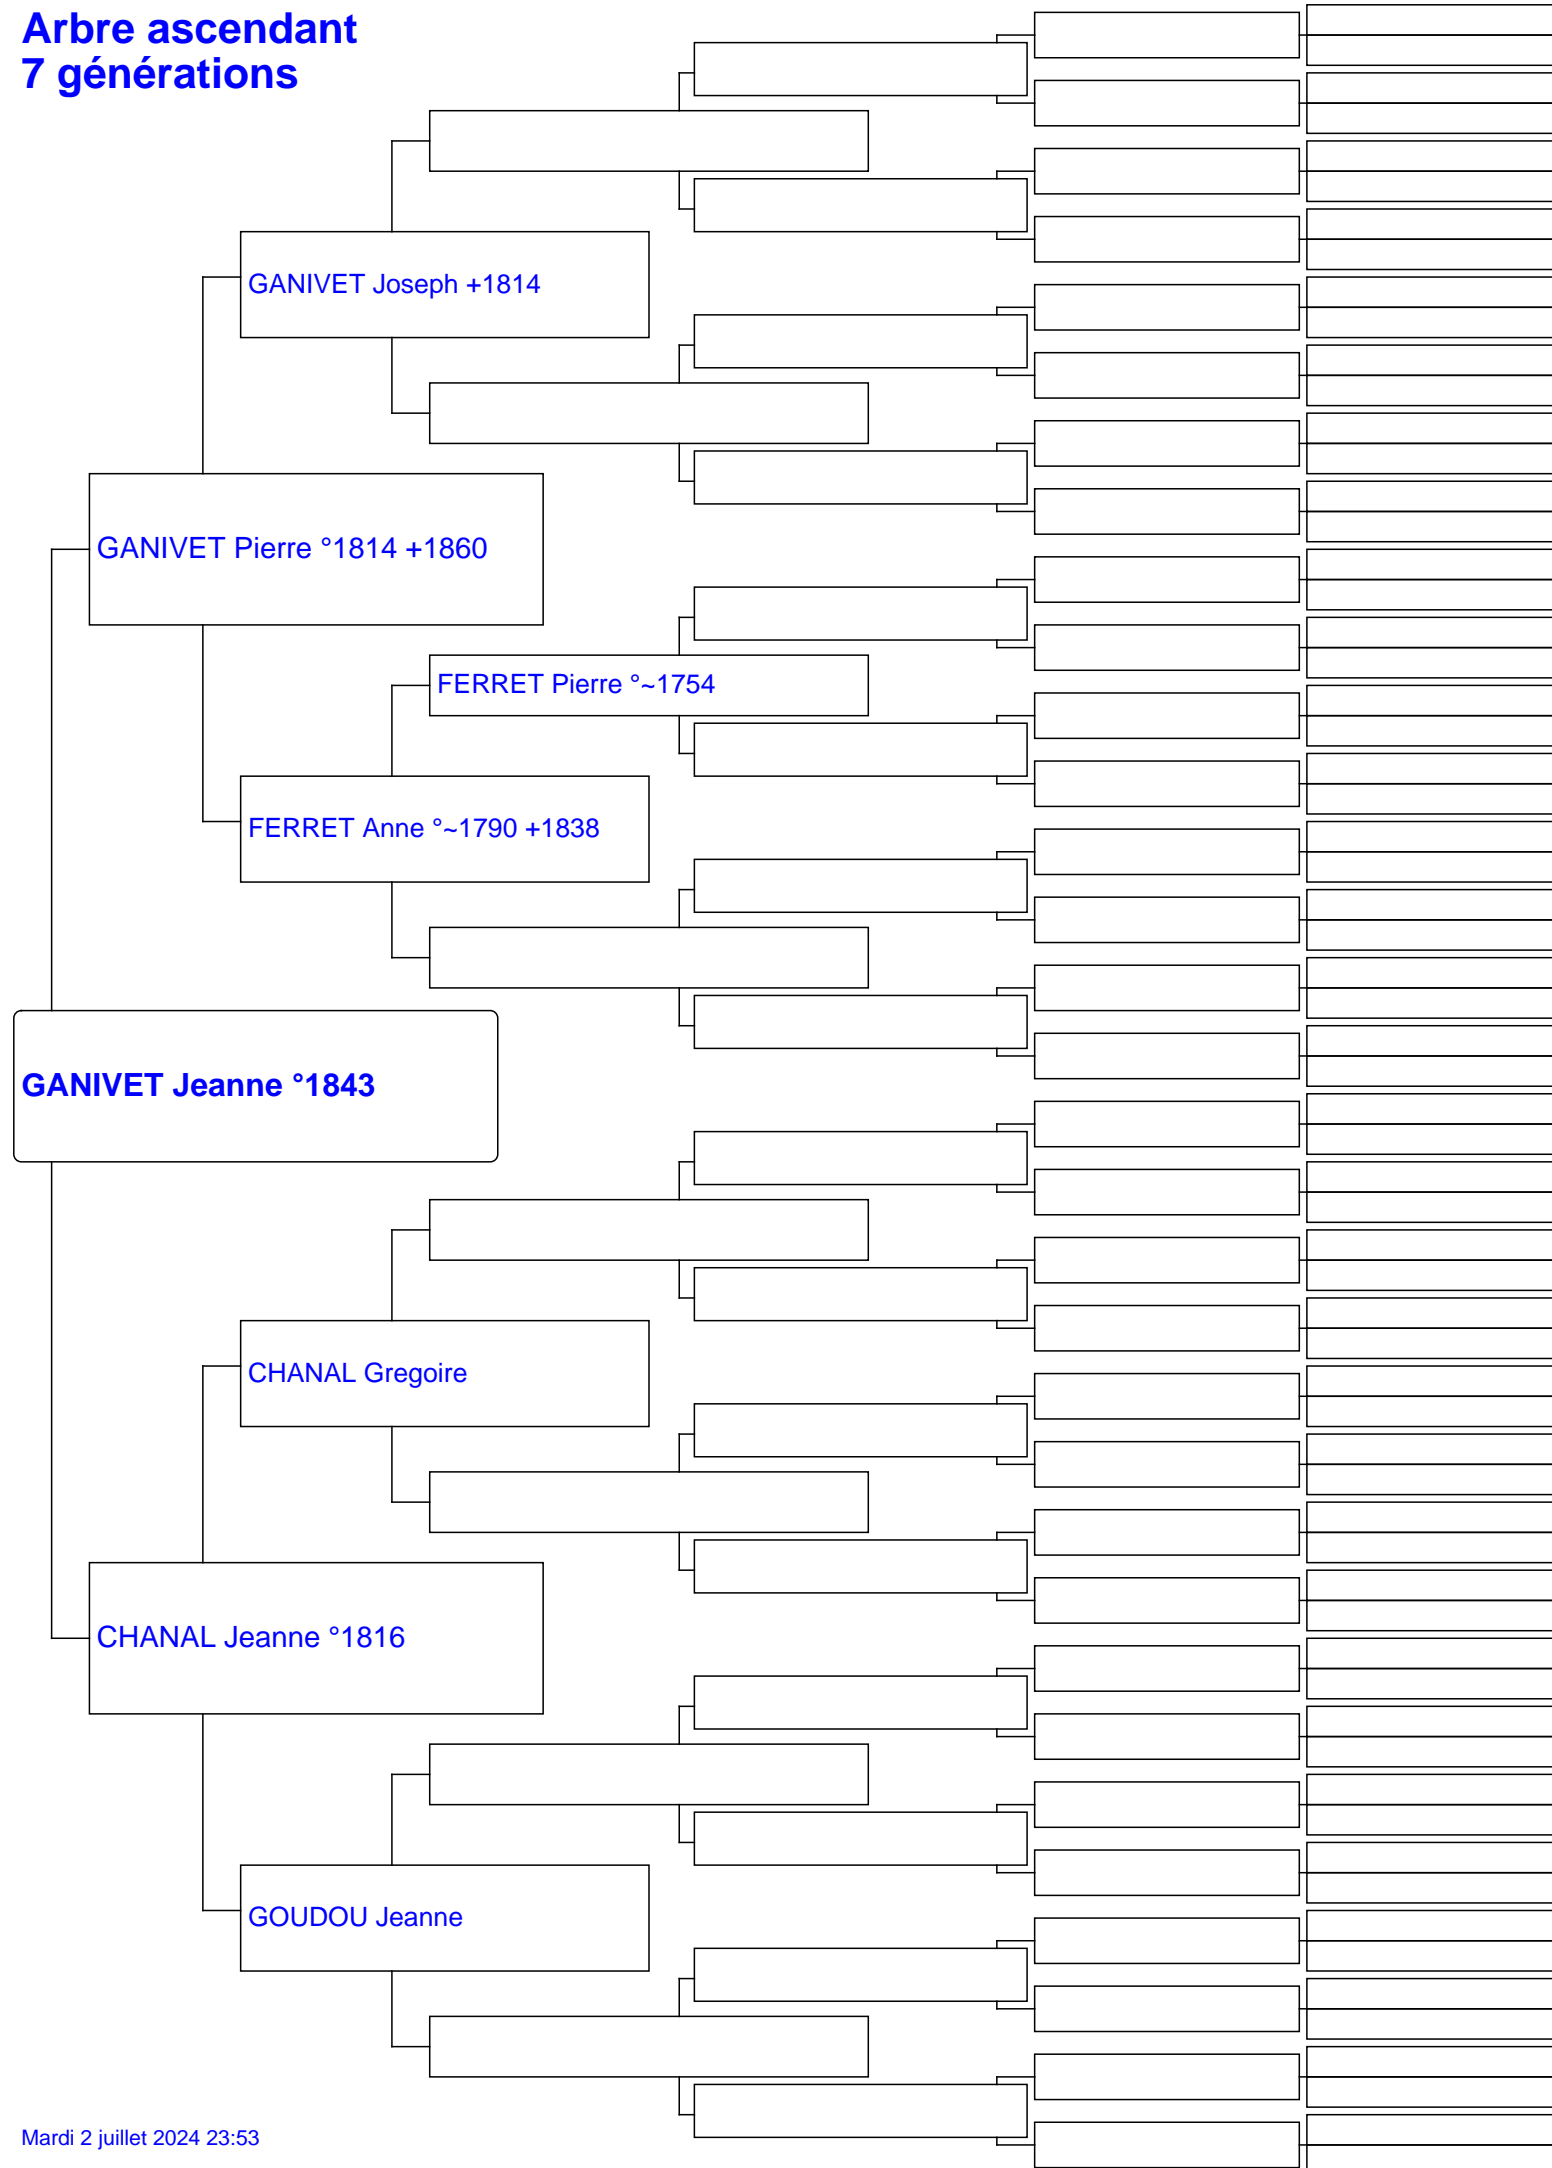 Arbre ascendant
7 générations
GANIVET Joseph +1814
GANIVET Pierre °1814 +1860
FERRET Pierre °~1754
FERRET Anne °~1790 +1838
GANIVET Jeanne °1843
CHANAL Gregoire
CHANAL Jeanne °1816
GOUDOU Jeanne
Mardi 2 juillet 2024 23:53